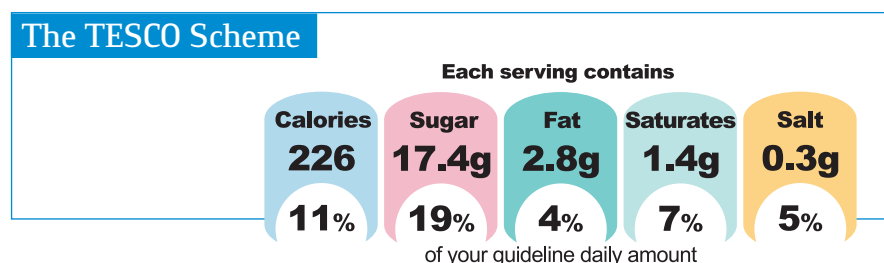 The TESCO Scheme
Each serving contains
Calories Sugar Fat Saturates Salt
226 17.4g 2.8g 1.4g 0.3g
11% 19% 4% 7% 5%
of your guideline daily amount